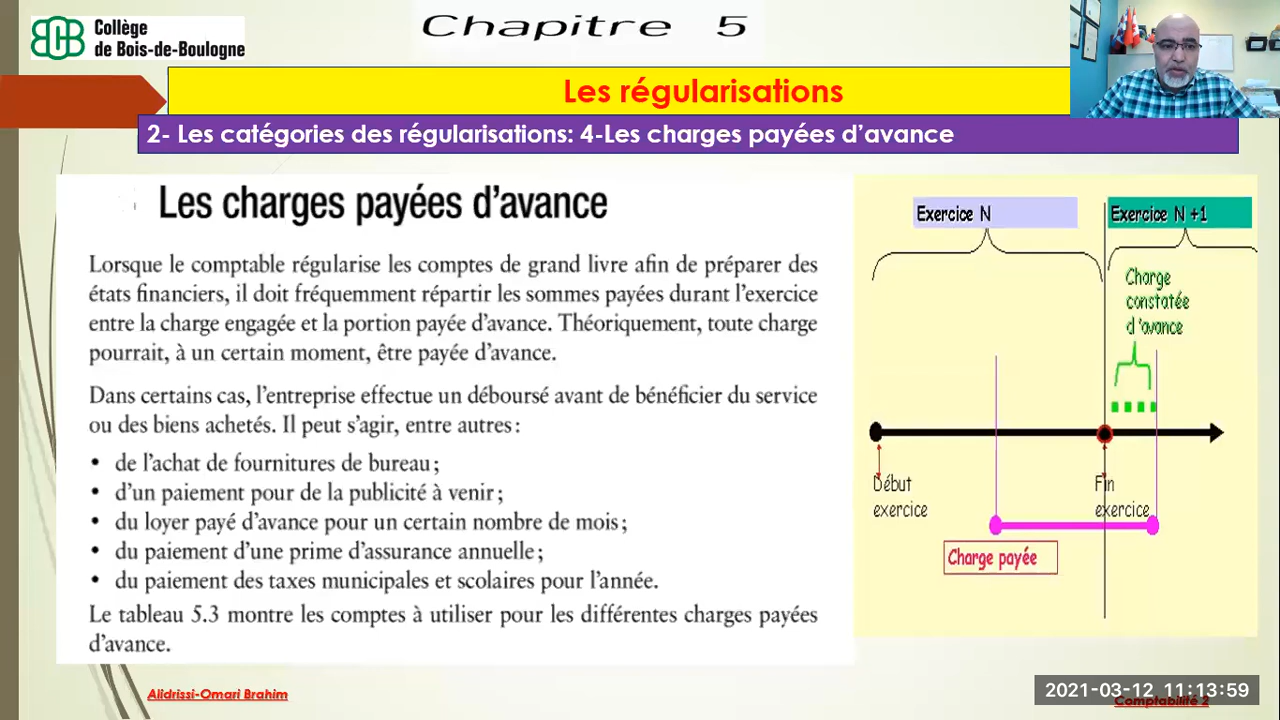 Collège
de Bois-de-Boulogne
Chapitre 5
Les régularisations
2- Les catégories des régularisations: 4-Les charges payées d’avance
Les charges payées d’avance
Lorsque le comptable régularise les comptes de grand livre afin de préparer des
états financiers, il doit fréquemment répartir les sommes payées durant l’exercice
entre la charge engagée et la portion payée d’avance. Théoriquement, toute charge
pourrait, à un certain moment, être payée d’avance.
Dans certains cas, l’entreprise effectue un déboursé avant de bénéficier du service
ou des biens achetés. Il peut s’agir, entre autres :
• de l’achat de fournitures de bureau ;
• d’un paiement pour de la publicité à venir ;
• du loyer payé d’avance pour un certain nombre de mois ;
• du paiement d’une prime d’assurance annuelle ;
• du paiement des taxes municipales et scolaires pour l’année.
Le tableau 5.3 montre les comptes à utiliser pour les différentes charges payées
d’avance.
Exercice N
Exercice N +1
Charge
constatée
d ’avance
Début
exercice
Fin
exercice
Charge payée
Alidrissi-Omari Brahim
2021-03-12 11:13:59
Comptabilité 2